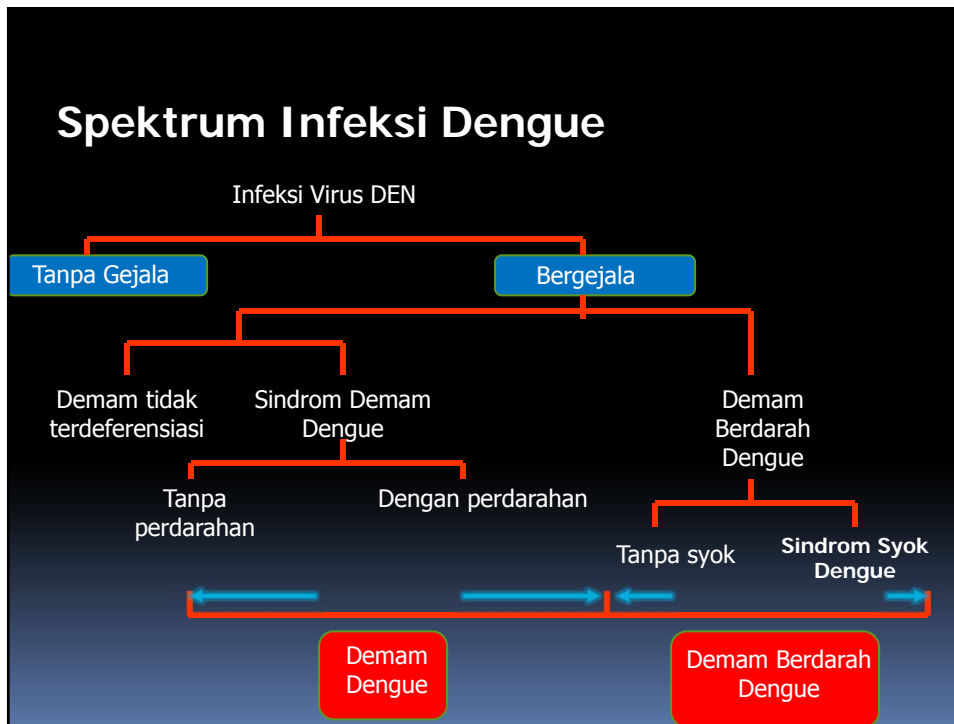 Spektrum Infeksi Dengue
Infeksi Virus DEN
Tanpa Gejala
Bergejala
Demam tidak
terdeferensiasi
Sindrom Demam
Dengue
Demam
Berdarah
Dengue
Tanpa
perdarahan
Dengan perdarahan
Tanpa syok
Sindrom Syok
Dengue
Demam
Dengue
Demam Berdarah
Dengue